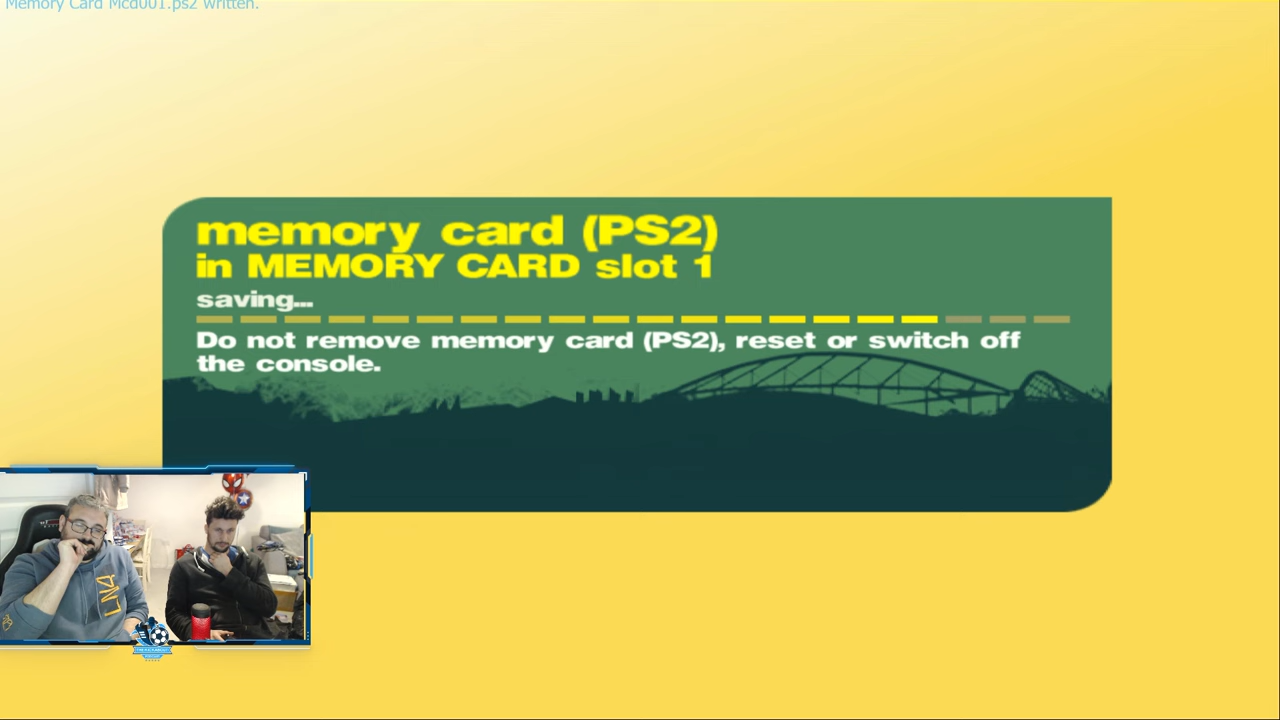 Memory Card Mcd001.ps2 written.
memory card (PS2)
in MEMORY CARD slot 1
saving...
Do not remove memory card (PS2), reset or switch off
the console.